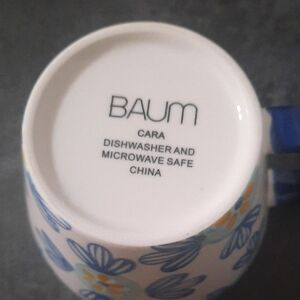 BAUM
CARA
DISHWASHER AND
MICROWAVE SAFE
CHINA